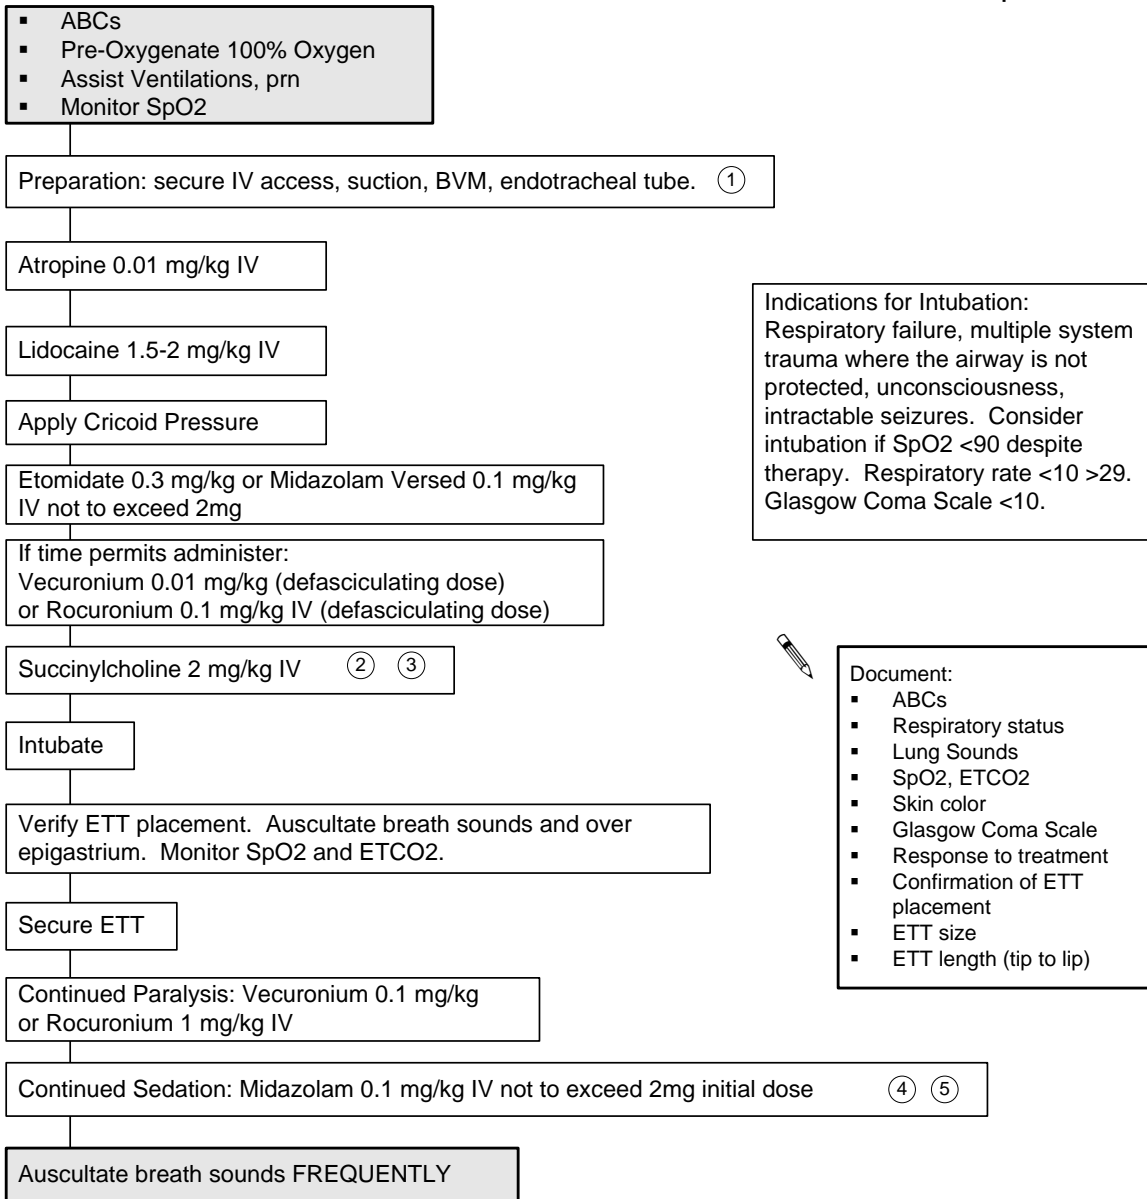 ▪ ABCs
▪ Pre-Oxygenate 100% Oxygen
▪ Assist Ventilations, prn
▪ Monitor SpO2
Preparation: secure IV access, suction, BVM, endotracheal tube. ①
Atropine 0.01 mg/kg IV
Lidocaine 1.5-2 mg/kg IV
Apply Cricoid Pressure
Etomidate 0.3 mg/kg or Midazolam Versed 0.1 mg/kg
IV not to exceed 2mg
If time permits administer:
Vecuronium 0.01 mg/kg (defasciculating dose)
or Rocuronium 0.1 mg/kg IV (defasciculating dose)
Succinylcholine 2 mg/kg IV ② ③
Intubate
Verify ETT placement. Auscultate breath sounds and over
epigastrium. Monitor SpO2 and ETCO2.
Secure ETT
Continued Paralysis: Vecuronium 0.1 mg/kg
or Rocuronium 1 mg/kg IV
Continued Sedation: Midazolam 0.1 mg/kg IV not to exceed 2mg initial dose ④ ⑤
Auscultate breath sounds FREQUENTLY
Indications for Intubation:
Respiratory failure, multiple system
trauma where the airway is not
protected, unconsciousness,
intractable seizures. Consider
intubation if SpO2 <90 despite
therapy. Respiratory rate <10 >29.
Glasgow Coma Scale <10.
Document:
▪ ABCs
▪ Respiratory status
▪ Lung Sounds
▪ SpO2, ETCO2
▪ Skin color
▪ Glasgow Coma Scale
▪ Response to treatment
▪ Confirmation of ETT
placement
▪ ETT size
▪ ETT length (tip to lip)